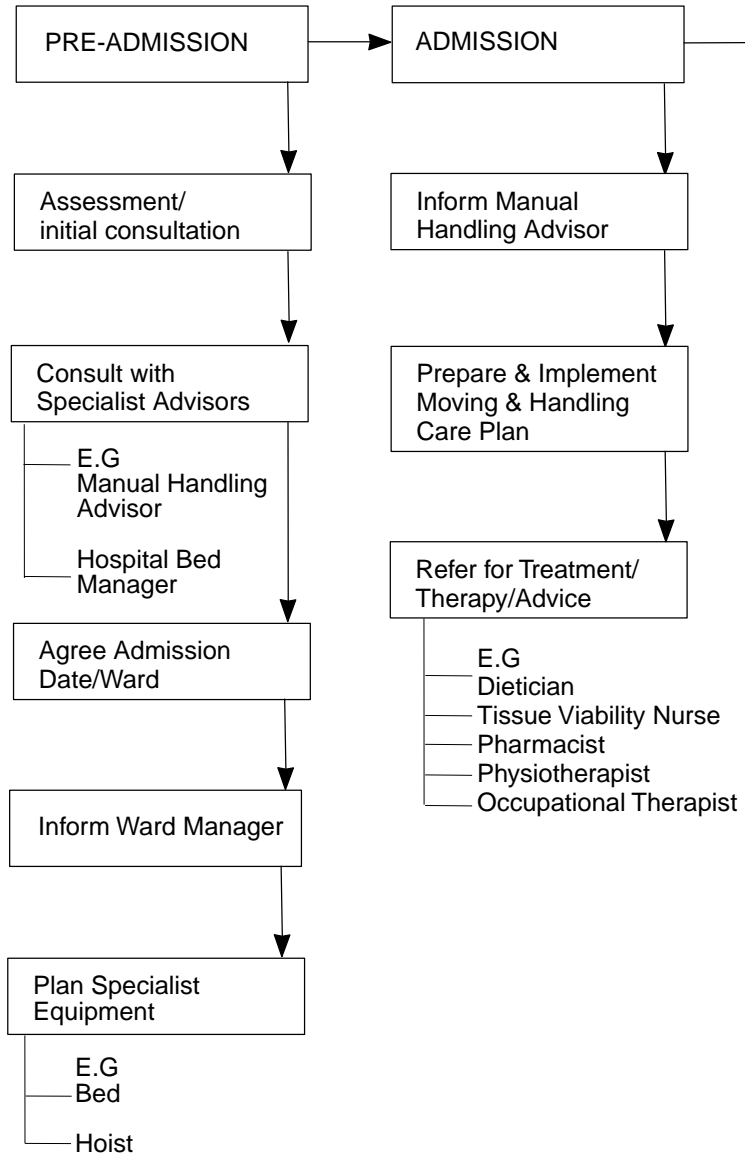 PRE-ADMISSION
Assessment/
initial consultation
Consult with
Specialist Advisors
E.G
Manual Handling
Advisor
Hospital Bed
Manager
Agree Admission
Date/Ward
Inform Ward Manager
Plan Specialist
Equipment
E.G
Bed
Hoist
ADMISSION
Inform Manual
Handling Advisor
Prepare & Implement
Moving & Handling
Care Plan
Refer for Treatment/
Therapy/Advice
E.G
Dietician
Tissue Viability Nurse
Pharmacist
Physiotherapist
Occupational Therapist